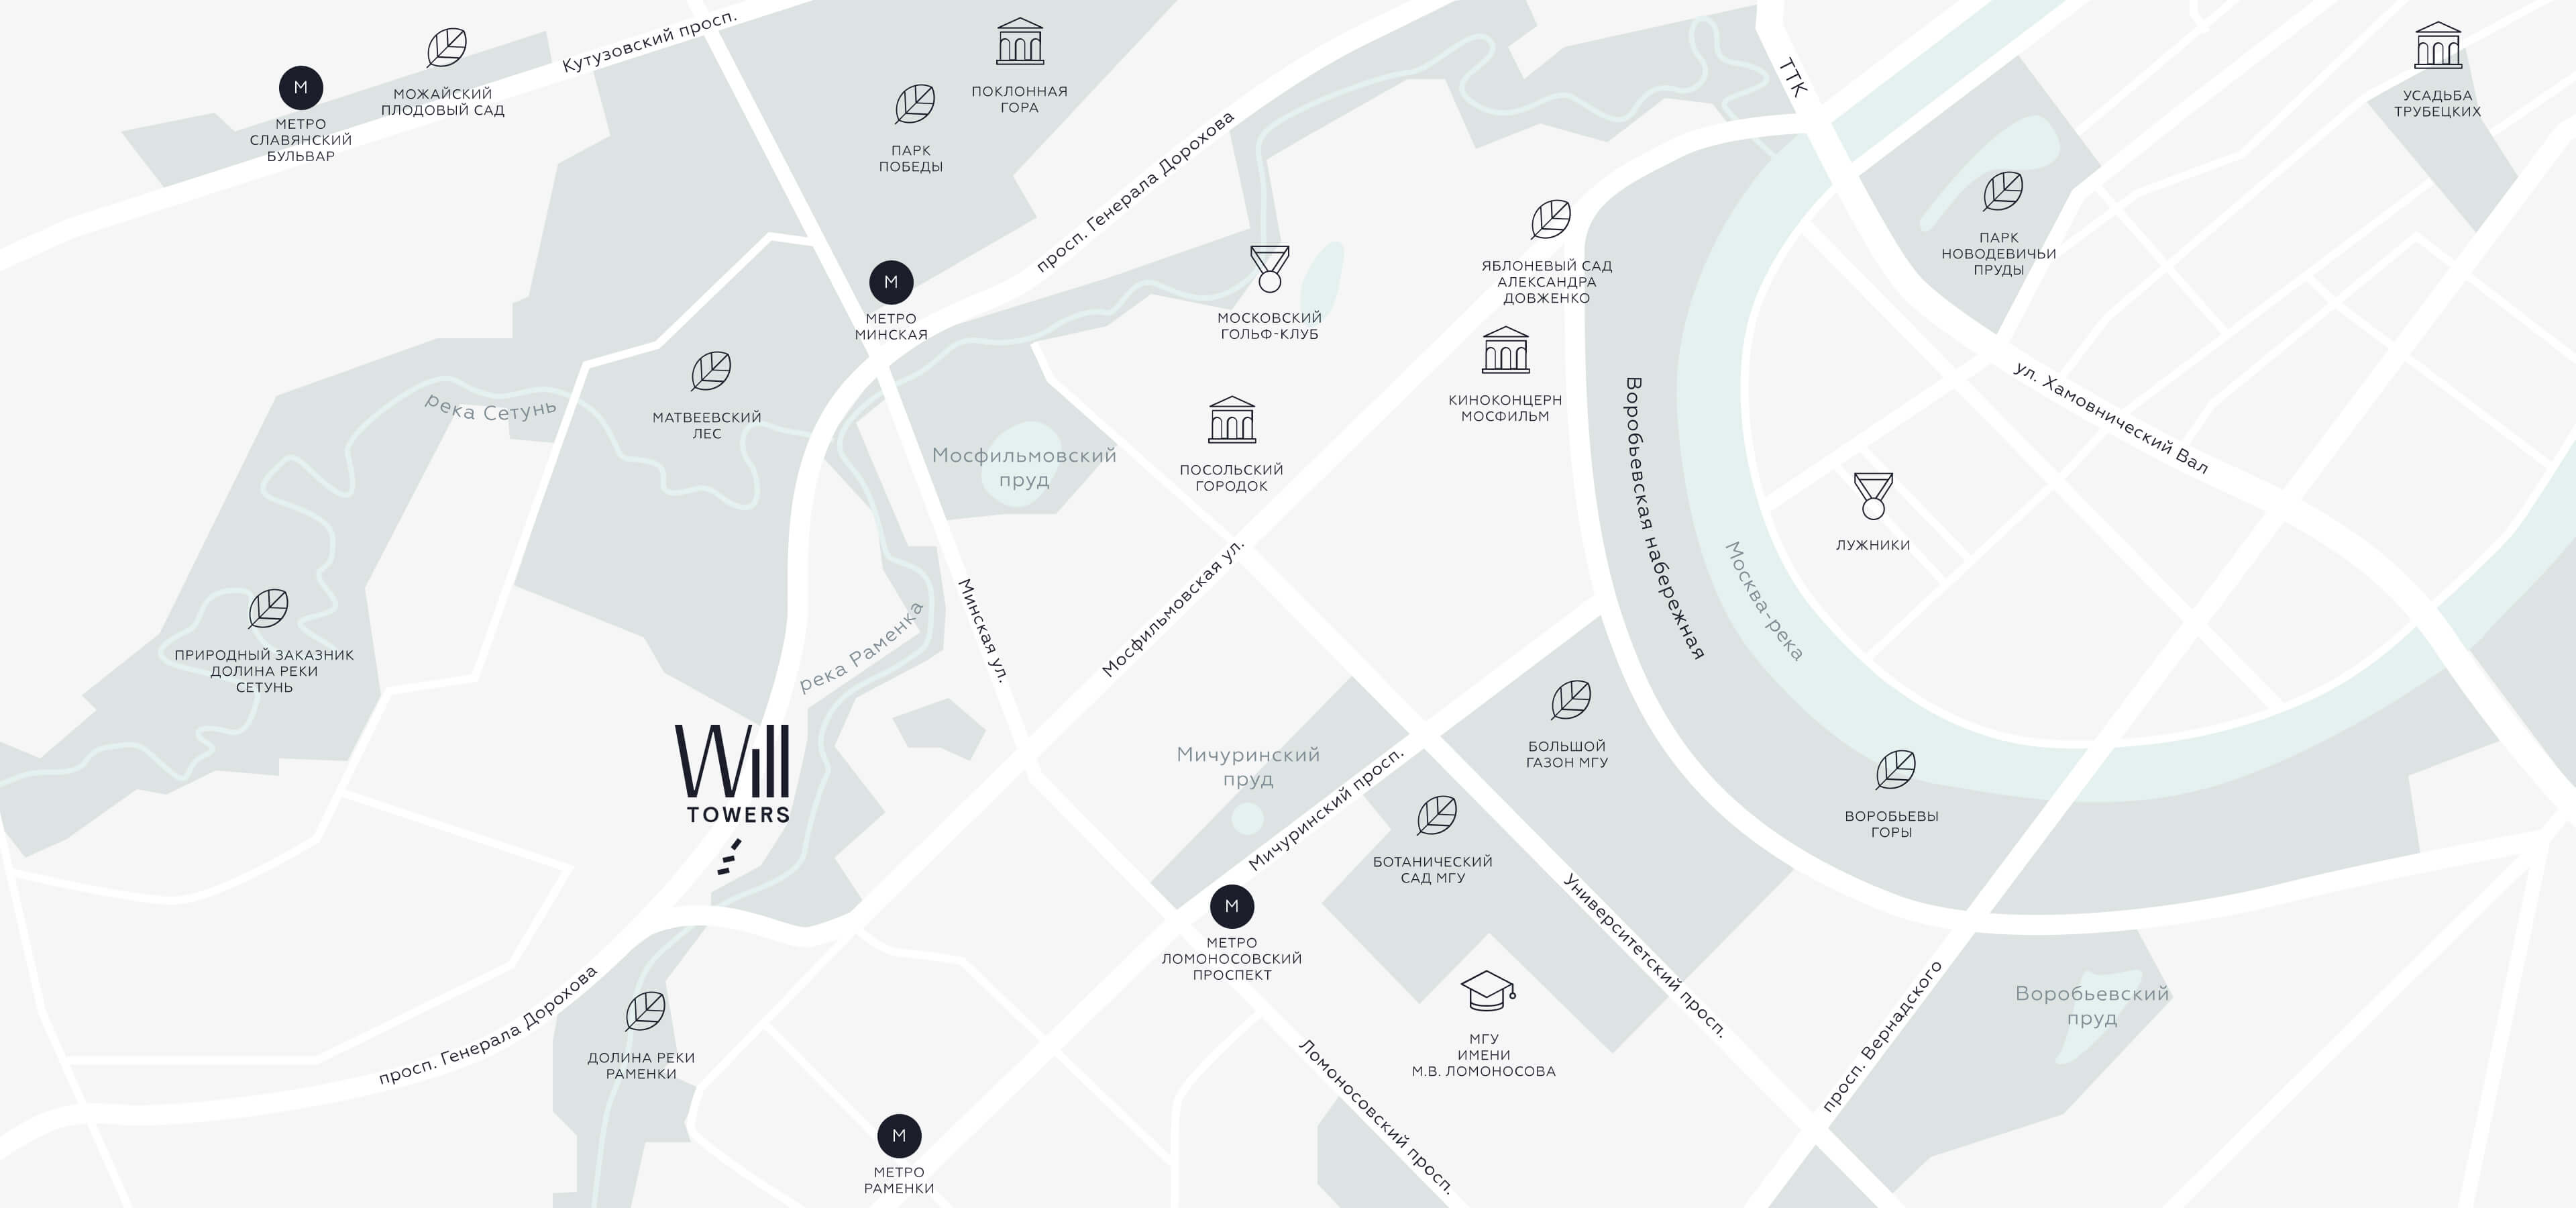 Кутузовский просп.
М
МЕТРО
СЛАВЯНСКИЙ
БУЛЬВАР
МОЖАЙСКИЙ
ПЛОДОВЫЙ САД
ПОКЛОННАЯ
ГОРА
ПАРК
ПОБЕДЫ
просп. Генерала Дорохова
ТТК
УСАДЬБА
ТРУБЕЦКИХ
ПАРК
НОВОДЕВИЧЬИ
ПРУДЫ
ЯБЛОНЕВЫЙ САД
АЛЕКСАНДРА
ДОВЖЕНКО
М
МЕТРО
МИНСКАЯ
МОСКОВСКИЙ
ГОЛЬФ-КЛУБ
КИНОКОНЦЕРН
МОСФИЛЬМ
ул. Хамовнический Вал
река Сетунь
МАТВЕЕВСКИЙ
ЛЕС
Мосфильмовский
пруд
ПОСОЛЬСКИЙ
ГОРОДОК
Воробьевская набережная
Москва-река
ЛУЖНИКИ
ПРИРОДНЫЙ ЗАКАЗНИК
ДОЛИНА РЕКИ
СЕТУНЬ
река Раменка
Минская ул.
Мосфильмовская ул.
Will
TOWERS
Мичуринский
пруд
Мичуринский просп.
БОЛЬШОЙ
ГАЗОН МГУ
ВОРОБЬЕВЫ
ГОРЫ
БОТАНИЧЕСКИЙ
САД МГУ
М
МЕТРО
ЛОМОНОСОВСКИЙ
ПРОСПЕКТ
Университетский просп.
просп. Генерала Дорохова
ДОЛИНА РЕКИ
РАМЕНКИ
МГУ
ИМЕНИ
М.В. ЛОМОНОСОВА
Ломоносовский просп.
просп. Вернадского
Воробьевский
пруд
М
МЕТРО
РАМЕНКИ